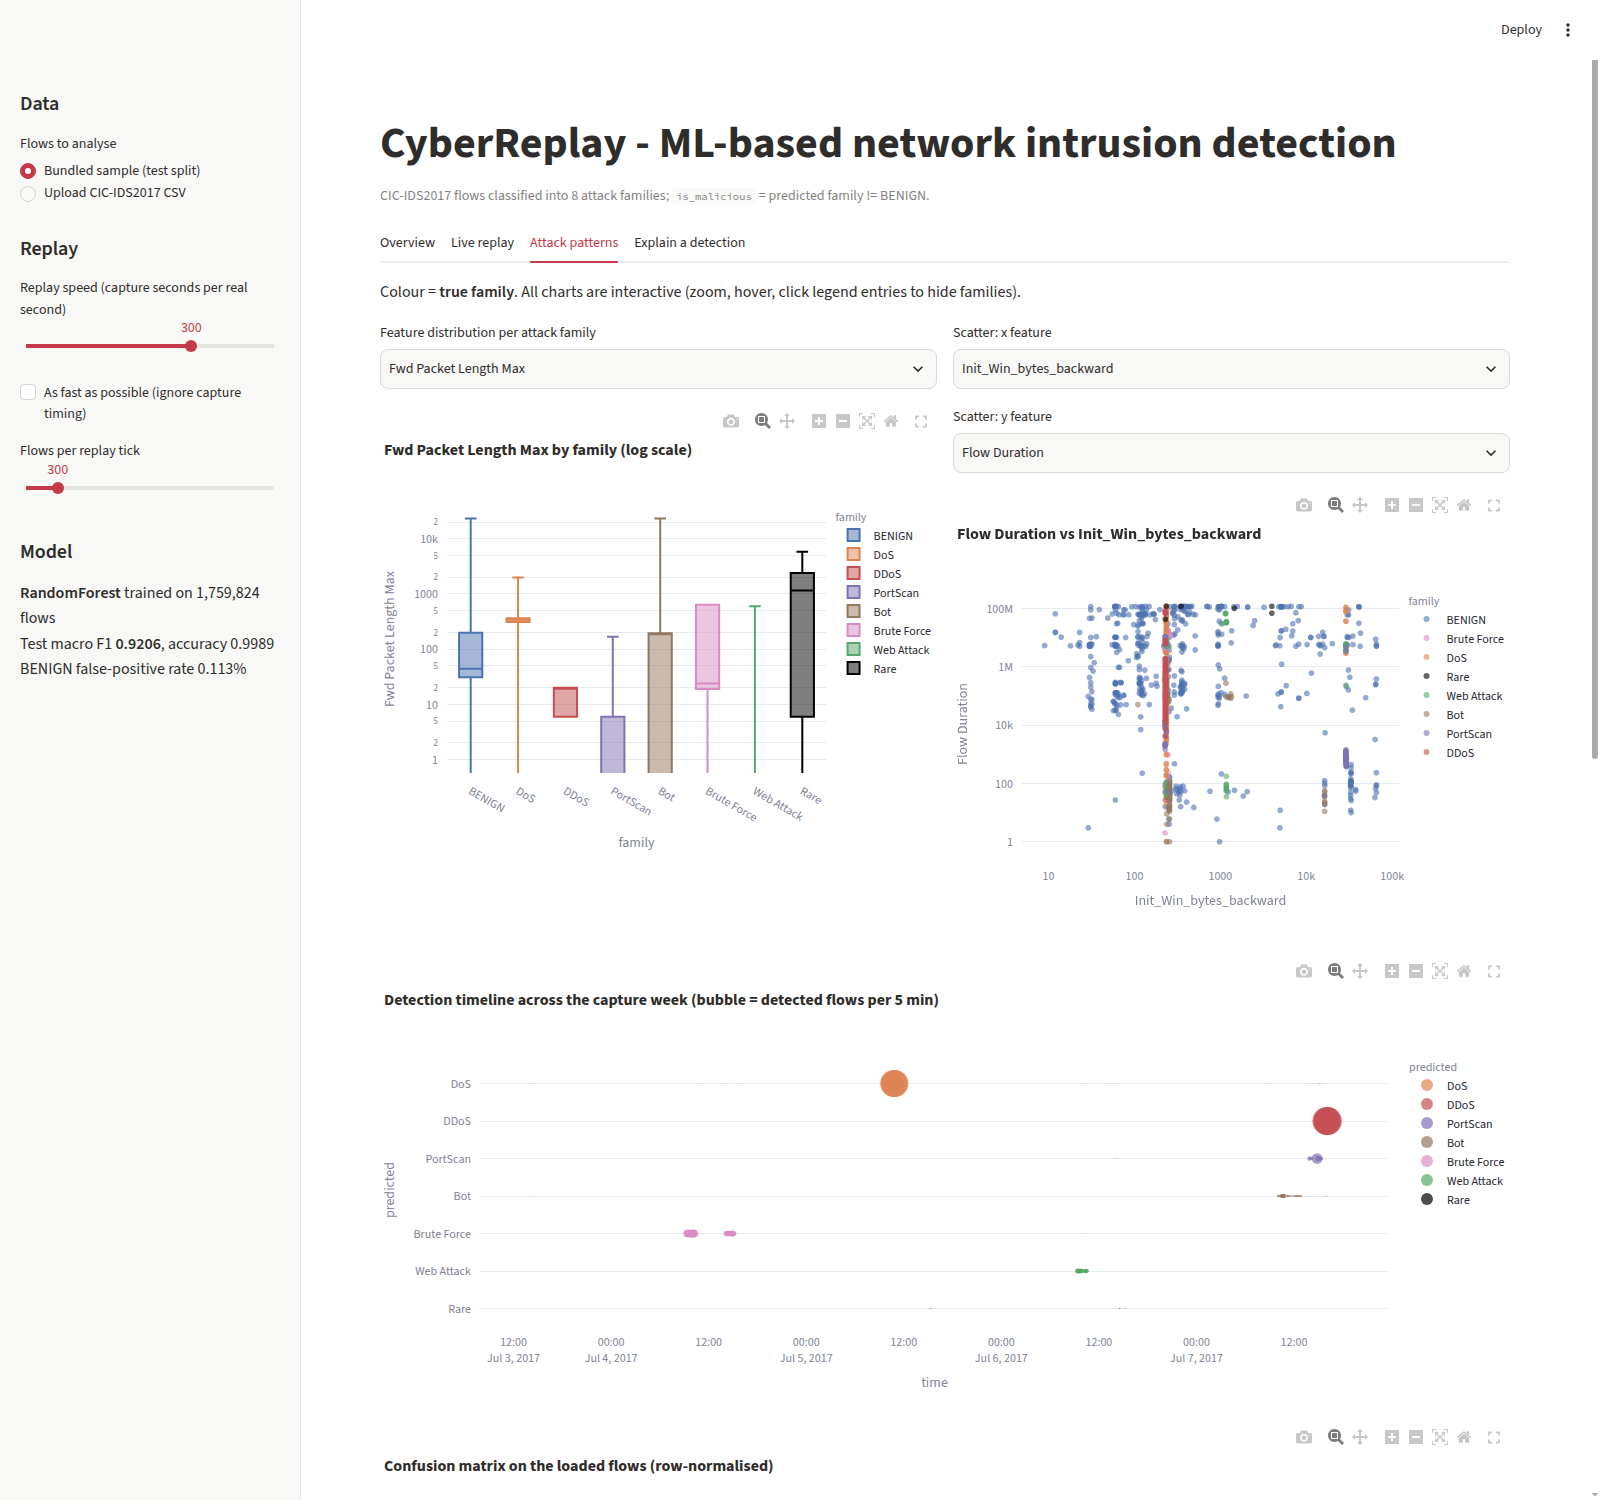 Deploy
Data
Flows to analyse
Bundled sample (test split)
Upload CIC-IDS2017 CSV
Replay
Replay speed (capture seconds per real
second)
300
As fast as possible (ignore capture
timing)
Flows per replay tick
300
Model
RandomForest trained on 1,759,824
flows
Test macro F1 0.9206, accuracy 0.9989
BENIGN false-positive rate 0.113%
CyberReplay - ML-based network intrusion detection
CIC-IDS2017 flows classified into 8 attack families; is_malicious = predicted family != BENIGN.
Overview Live replay Attack patterns Explain a detection
Colour = true family. All charts are interactive (zoom, hover, click legend entries to hide families).
Feature distribution per attack family
Fwd Packet Length Max
Fwd Packet Length Max by family (log scale)
Fwd Packet Length Max
2
10k
5
2
1000
5
2
100
5
2
10
5
2
1
BENIGN
DoS
DDoS
PortScan
Bot
Brute Force
Web Attack
Rare
family
family
BENIGN
DoS
DDoS
PortScan
Bot
Brute Force
Web Attack
Rare
Scatter: x feature
Init_Win_bytes_backward
Scatter: y feature
Flow Duration
Flow Duration vs Init_Win_bytes_backward
Flow Duration
100M
1M
10k
100
1
10 100 1000 10k 100k
Init_Win_bytes_backward
family
BENIGN
Brute Force
DoS
Rare
Web Attack
Bot
PortScan
DDoS
Detection timeline across the capture week (bubble = detected flows per 5 min)
predicted
DoS
DDoS
PortScan
Bot
Brute Force
Web Attack
Rare
12:00 00:00 12:00 00:00 12:00 00:00 12:00 00:00 12:00
Jul 3, 2017 Jul 4, 2017 Jul 5, 2017 Jul 6, 2017 Jul 7, 2017
time
predicted
DoS
DDoS
PortScan
Bot
Brute Force
Web Attack
Rare
Confusion matrix on the loaded flows (row-normalised)